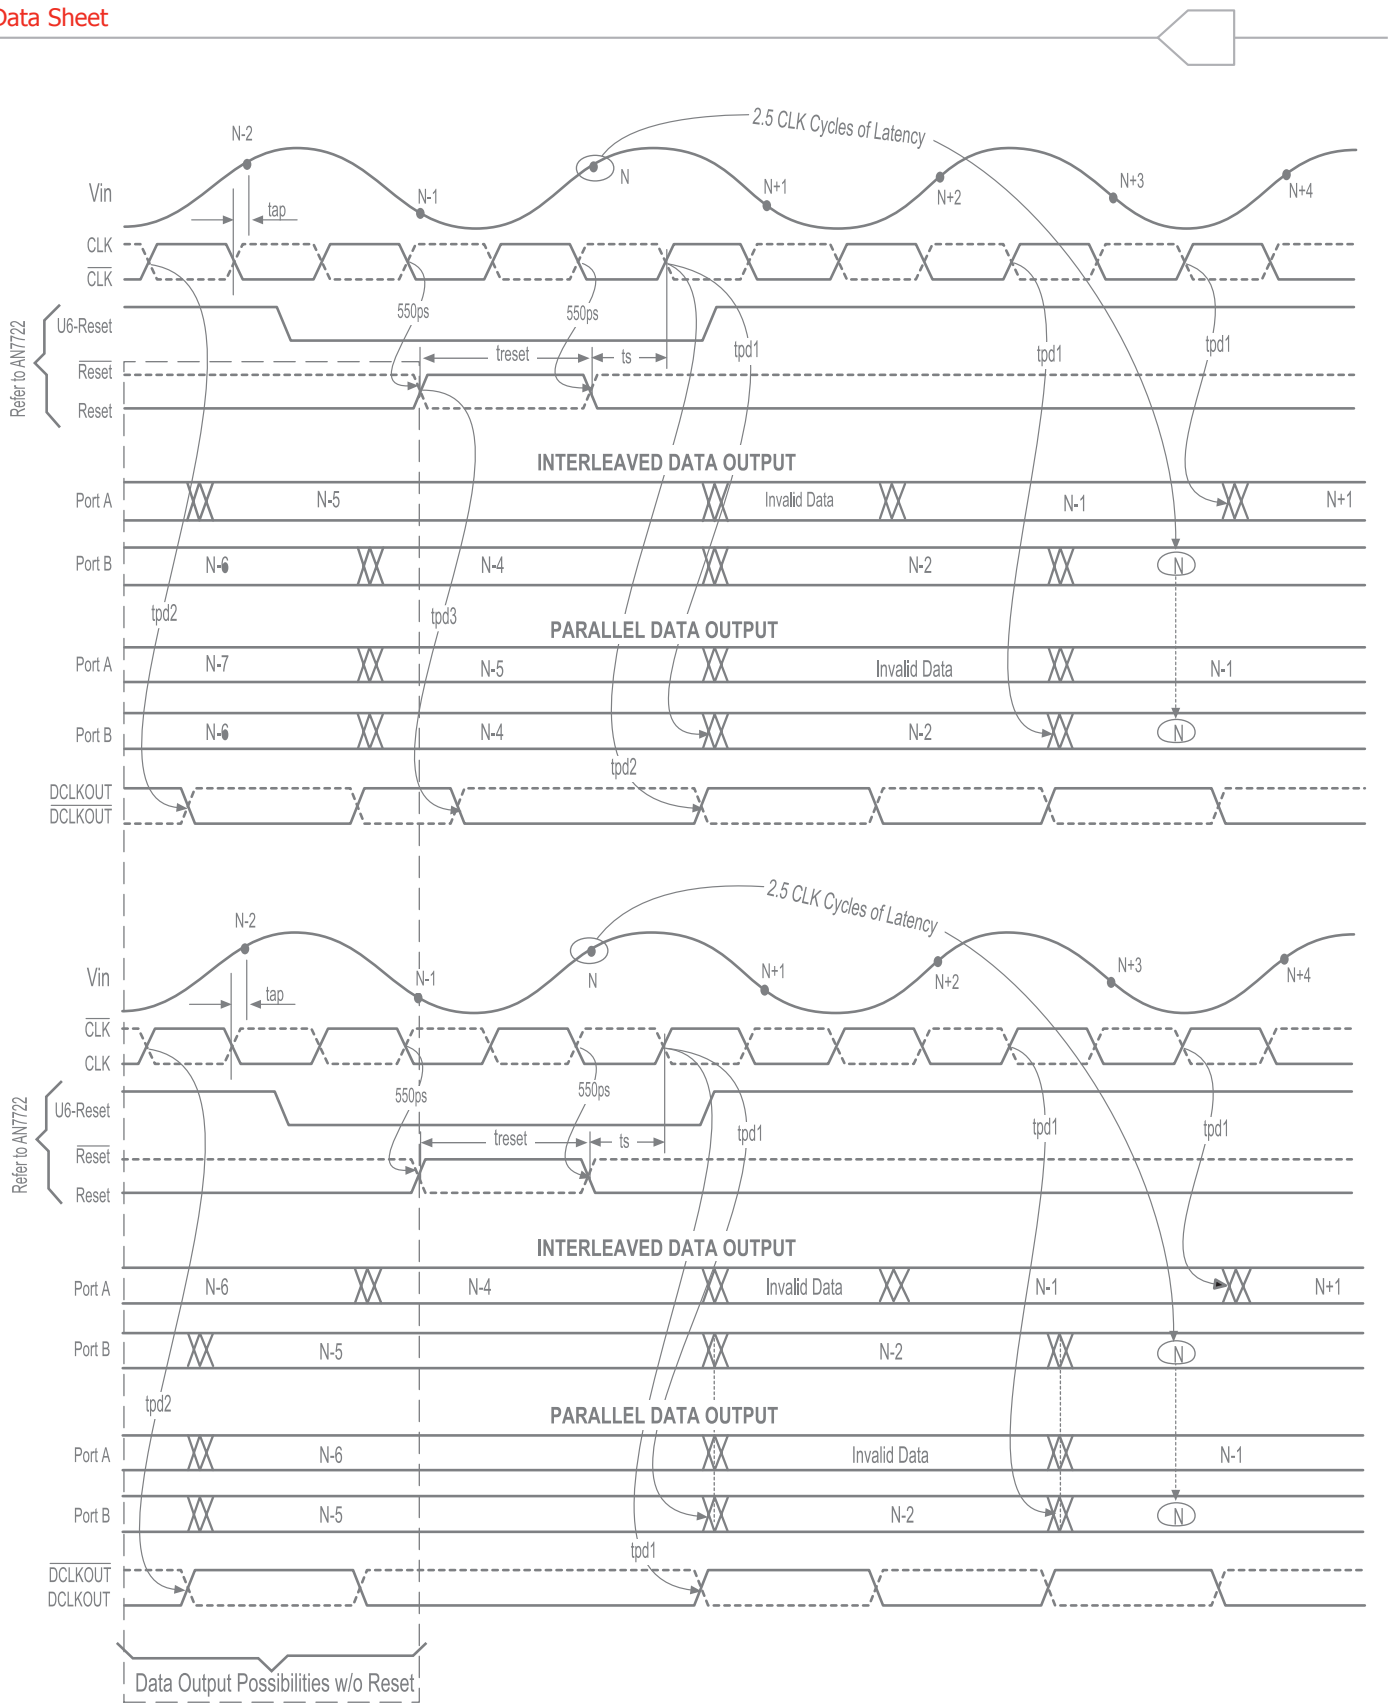 Data Sheet
2.5 CLK Cycles of Latency
N-2
N-1
N
N+1
N+2
N+3
N+4
Vin
tap
CLK
CLK
550ps
550ps
U6-Reset
Refer to AN7722
treset
ts
tpd1
tpd1
tpd1
Reset
Reset
INTERLEAVED DATA OUTPUT
Port A
N-5
Invalid Data
N-1
N+1
Port B
N-6
N-4
N-2
N
tpd2
tpd3
PARALLEL DATA OUTPUT
Port A
N-7
N-5
Invalid Data
N-1
Port B
N-6
N-4
N-2
N
tpd2
DCLKOUT
DCLKOUT
2.5 CLK Cycles of Latency
N-2
N-1
N
N+1
N+2
N+3
N+4
Vin
tap
CLK
CLK
550ps
550ps
U6-Reset
Refer to AN7722
treset
ts
tpd1
tpd1
tpd1
Reset
Reset
INTERLEAVED DATA OUTPUT
Port A
N-6
N-4
Invalid Data
N-1
N+1
Port B
N-5
N-2
N
tpd2
PARALLEL DATA OUTPUT
Port A
N-6
Invalid Data
N-1
Port B
N-5
N-2
N
tpd1
DCLKOUT
DCLKOUT
Data Output Possibilities w/o Reset